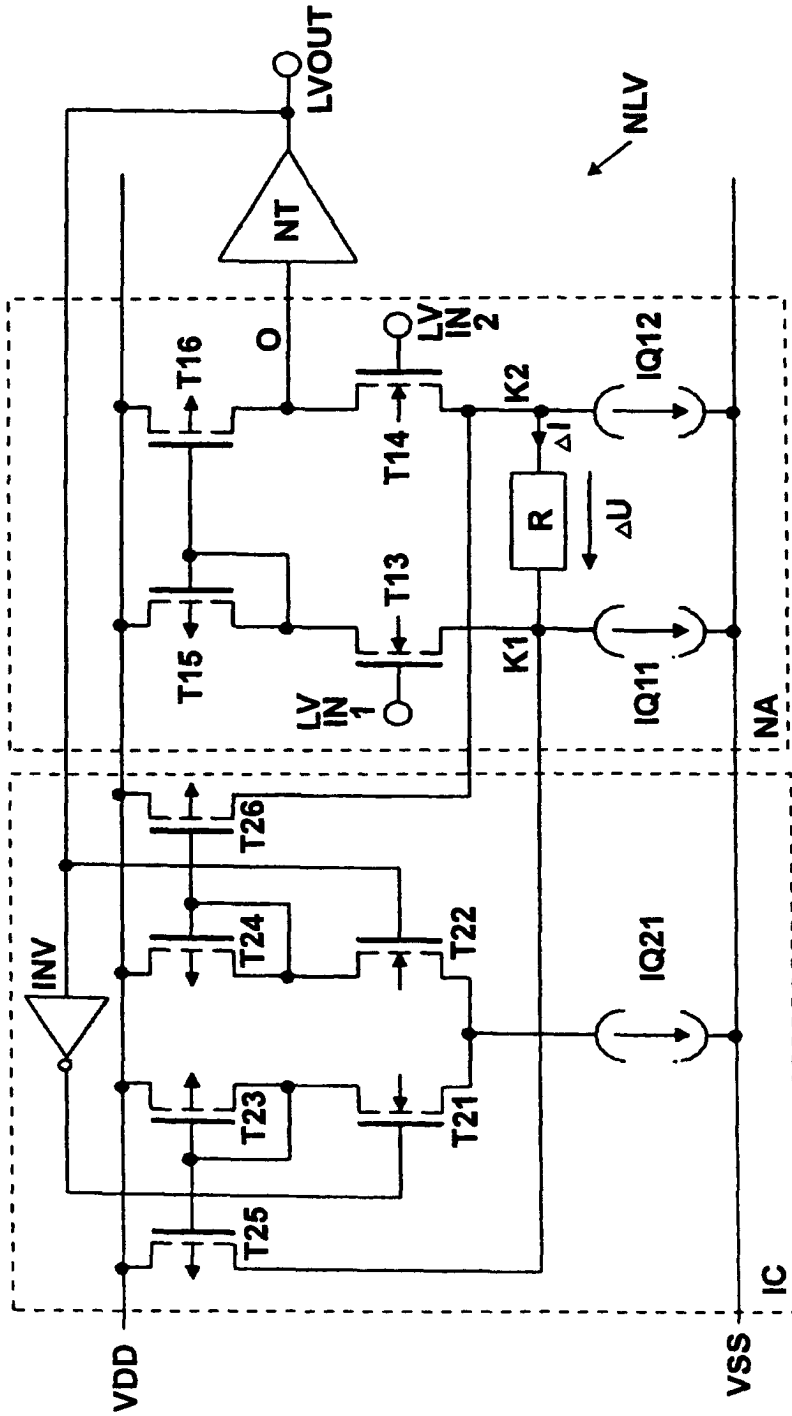 VDD
VSS
IC
NA
NLV
INV
T25
T23
T24
T26
T21
T22
IQ21
T15
T16
LV
IN
1
T13
T14
LV
IN
2
O
NT
LVOUT
K1
K2
R
ΔI
ΔU
IQ11
IQ12